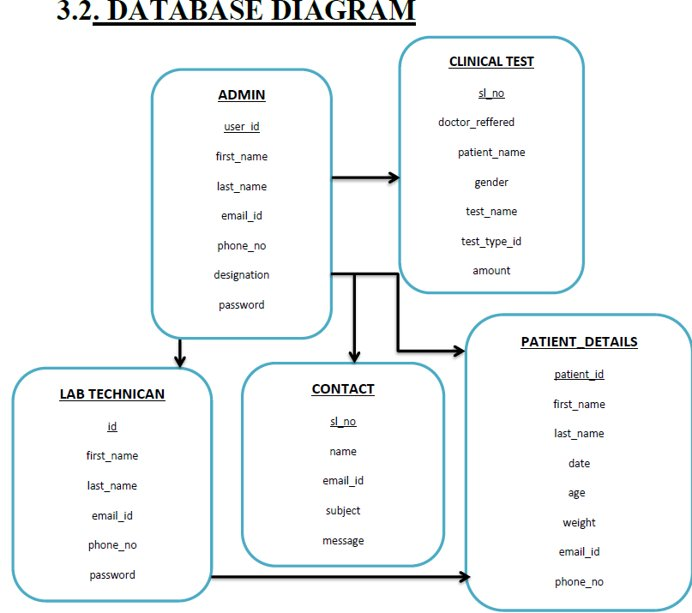 3.2. DATABASE DIAGRAM
ADMIN
user_id
first_name
last_name
email_id
phone_no
designation
password
CLINICAL TEST
sl_no
doctor_reffered
patient_name
gender
test_name
test_type_id
amount
LAB TECHNICAN
id
first_name
last_name
email_id
phone_no
password
CONTACT
sl_no
name
email_id
subject
message
PATIENT_DETAILS
patient_id
first_name
last_name
date
age
weight
email_id
phone_no